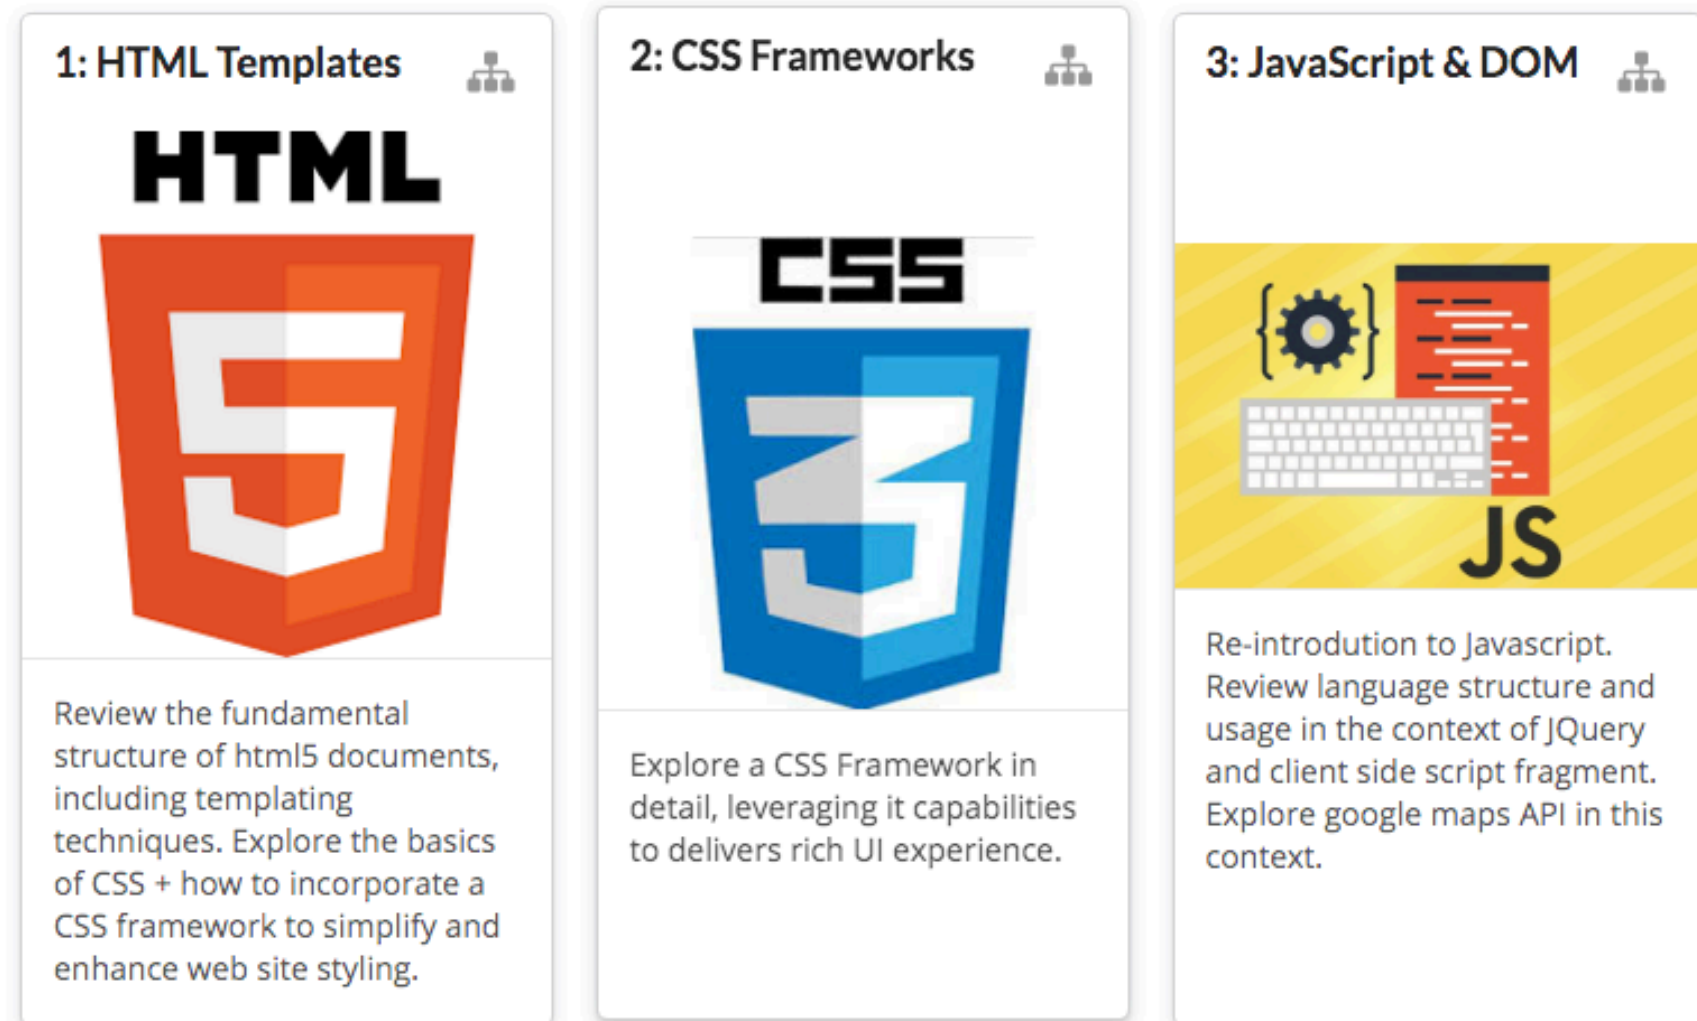 1: HTML Templates
HTML
5
Review the fundamental
structure of html5 documents,
including templating
techniques. Explore the basics
of CSS + how to incorporate a
CSS framework to simplify and
enhance web site styling.
2: CSS Frameworks
CSS
3
Explore a CSS Framework in
detail, leveraging it capabilities
to delivers rich UI experience.
3: JavaScript & DOM
{ }
JS
Re-introdution to Javascript.
Review language structure and
usage in the context of JQuery
and client side script fragment.
Explore google maps API in this
context.